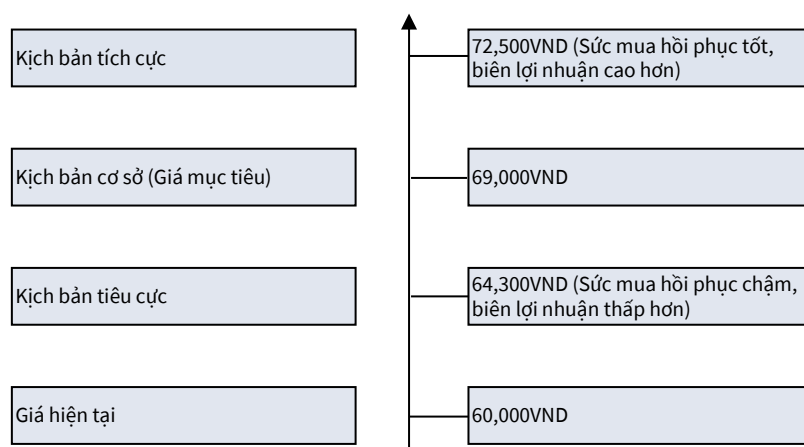 Kịch bản tích cực
72,500VND (Sức mua hồi phục tốt,
biên lợi nhuận cao hơn)
Kịch bản cơ sở (Giá mục tiêu)
69,000VND
Kịch bản tiêu cực
64,300VND (Sức mua hồi phục chậm,
biên lợi nhuận thấp hơn)
Giá hiện tại
60,000VND